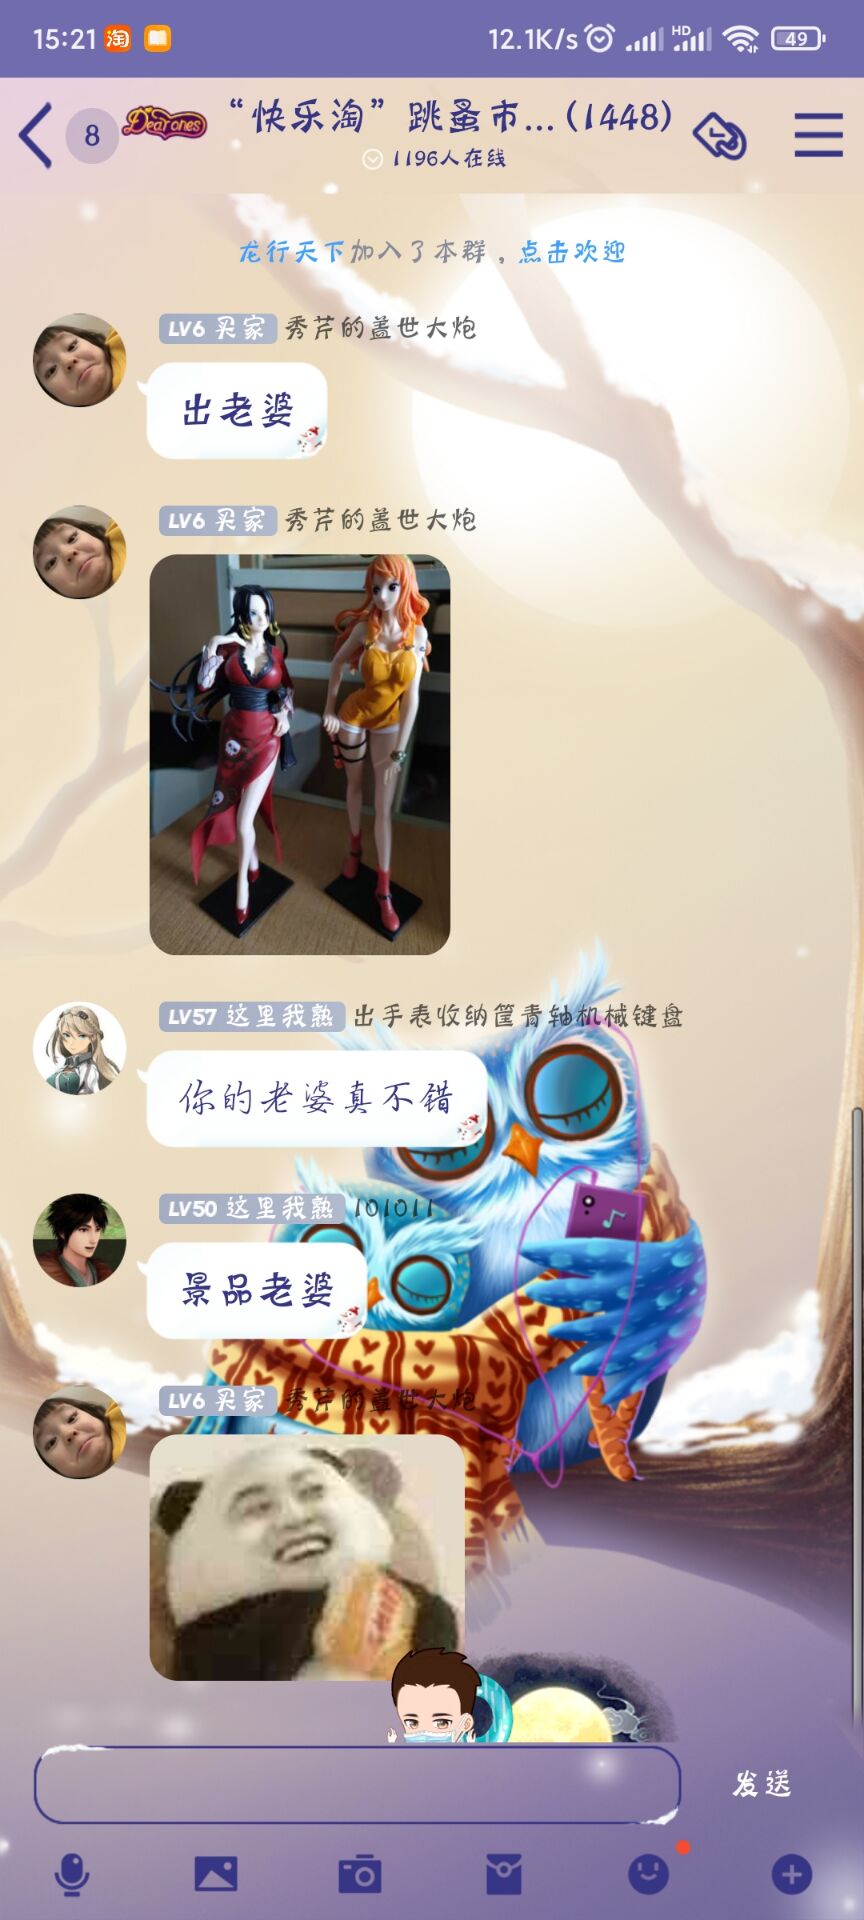 15:21 淘 12.1K/s HD 49
8 Dear ones “快乐淘”跳蚤市...(1448)
1196人在线
龙行天下加入了本群，点击欢迎
LV6 买家 秀芹的盖世大炮
出老婆
LV6 买家 秀芹的盖世大炮
LV57 这里我熟 出手表收纳筐青轴机械键盘
你的老婆真不错
LV50 这里我熟 101011
景品老婆
LV6 买家 秀芹的盖世大炮
发送